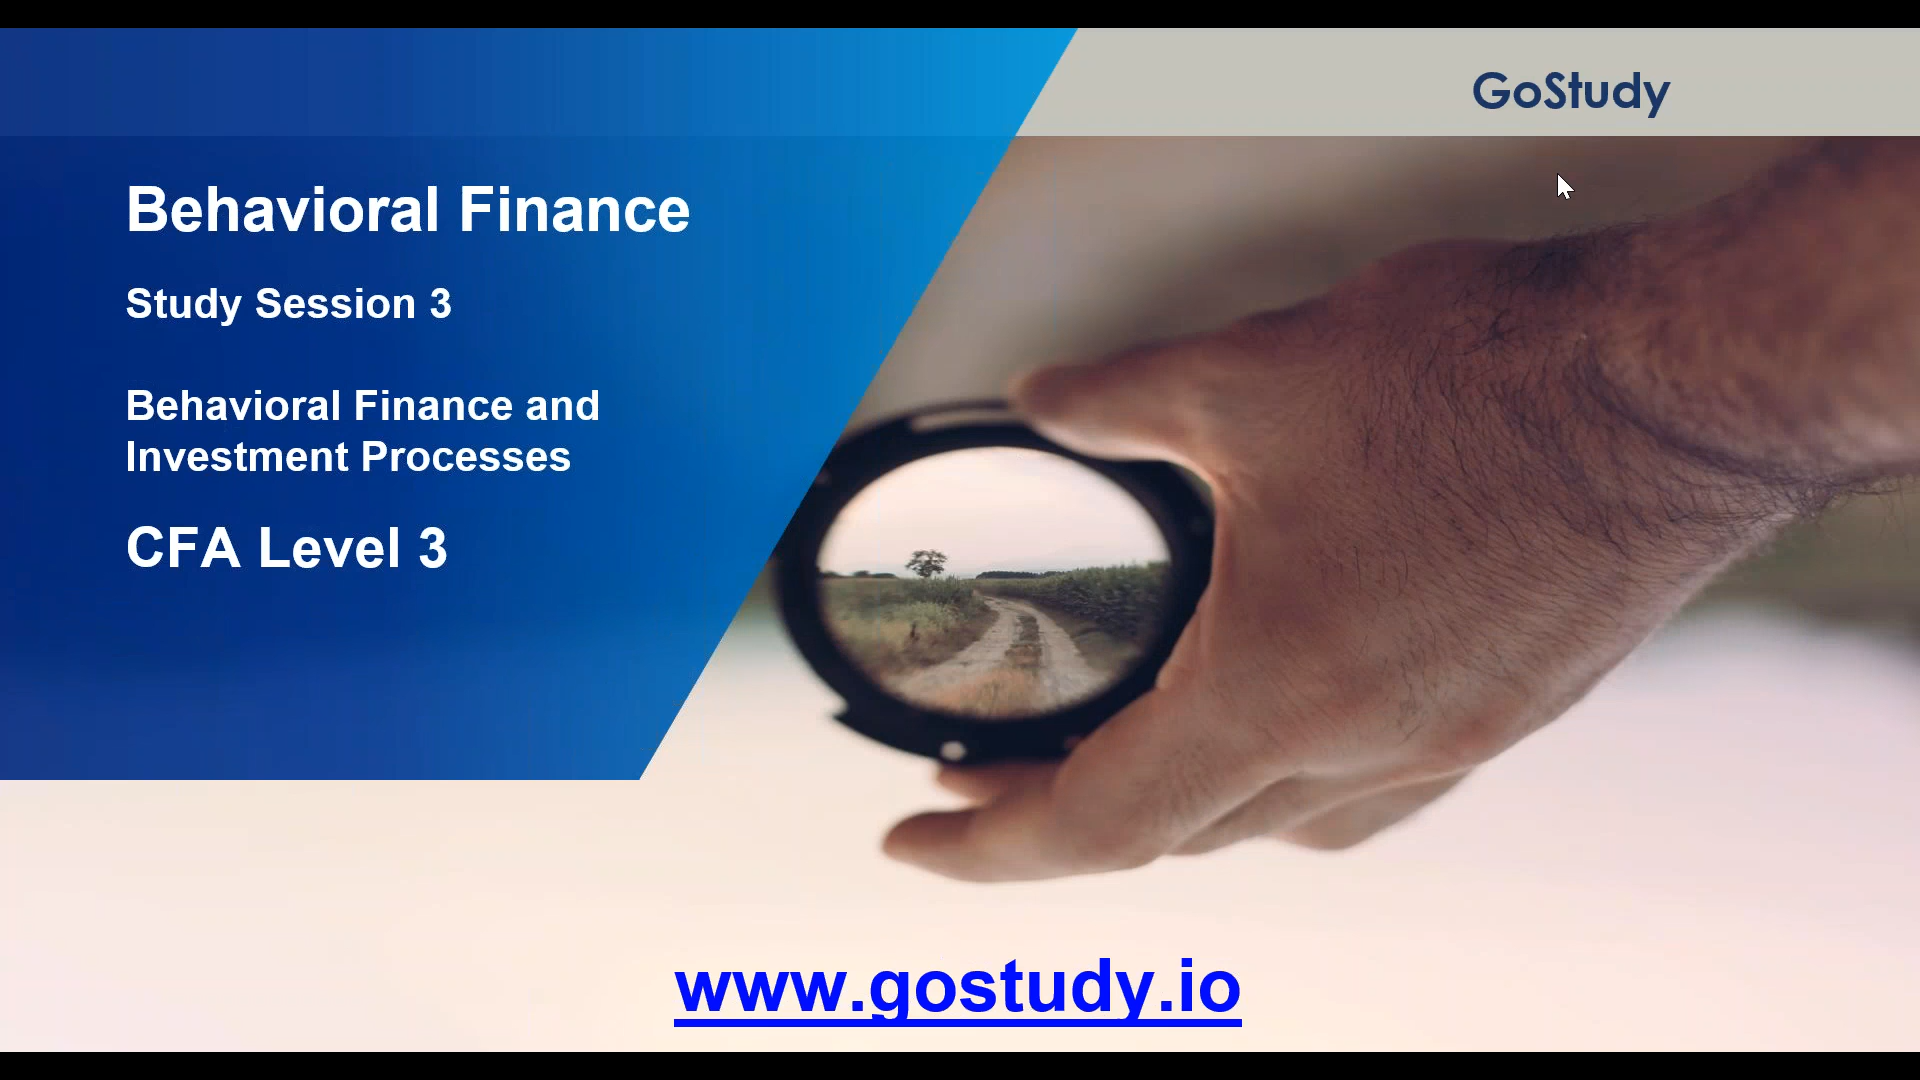 GoStudy
Behavioral Finance
Study Session 3
Behavioral Finance and
Investment Processes
CFA Level 3
www.gostudy.io